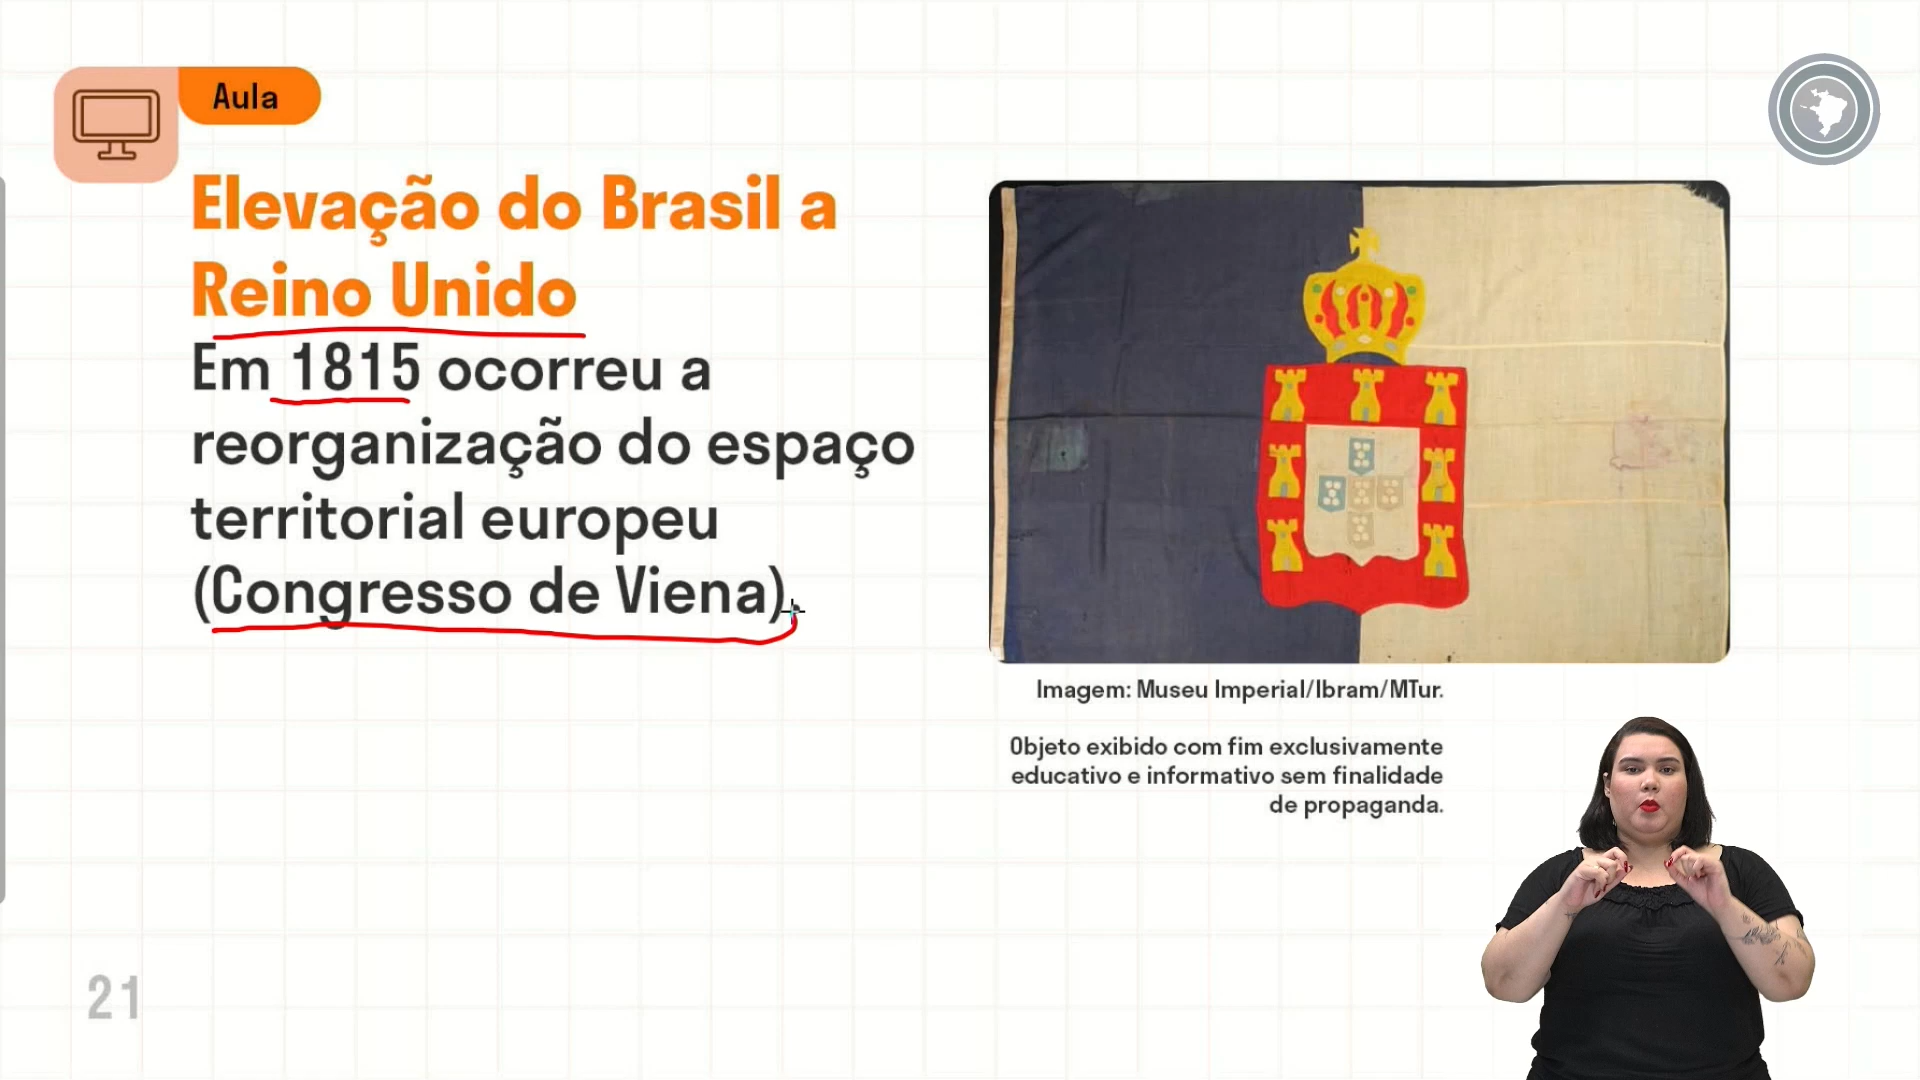 Aula
Elevação do Brasil a
Reino Unido
Em 1815 ocorreu a
reorganização do espaço
territorial europeu
(Congresso de Viena).
Imagem: Museu Imperial/Ibram/MTur.
Objeto exibido com fim exclusivamente
educativo e informativo sem finalidade
de propaganda.
21